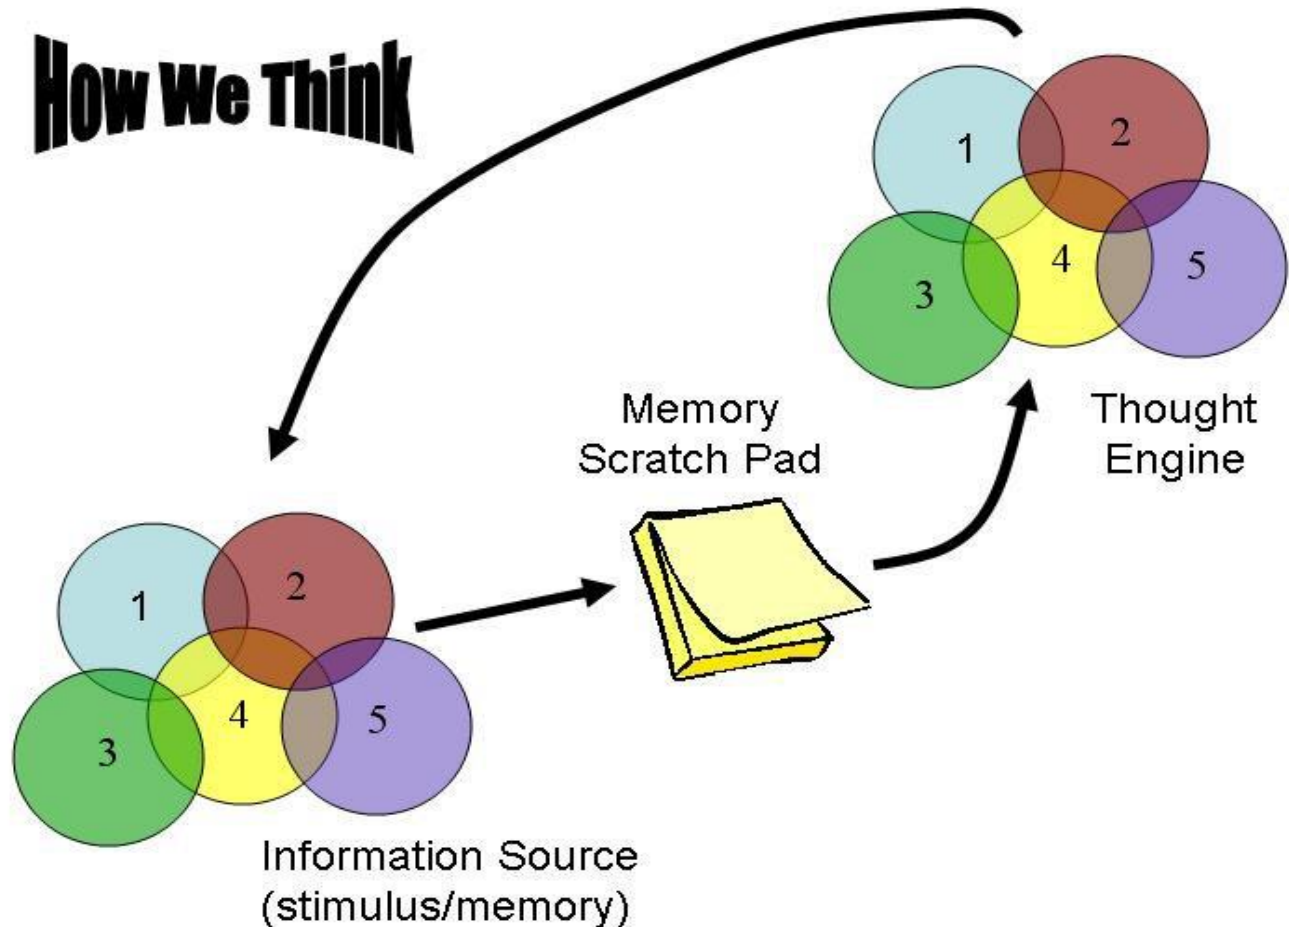 How We Think
1
2
3
4
5
Thought
Engine
Memory
Scratch Pad
1
2
3
4
5
Information Source
(stimulus/memory)